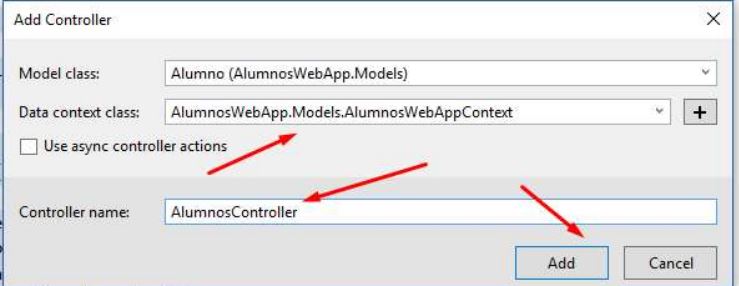 Add Controller
Model class: Alumno (AlumnosWebApp.Models)
Data context class: AlumnosWebApp.Models.AlumnosWebAppContext +
Use async controller actions
Controller name: AlumnosController
Add Cancel